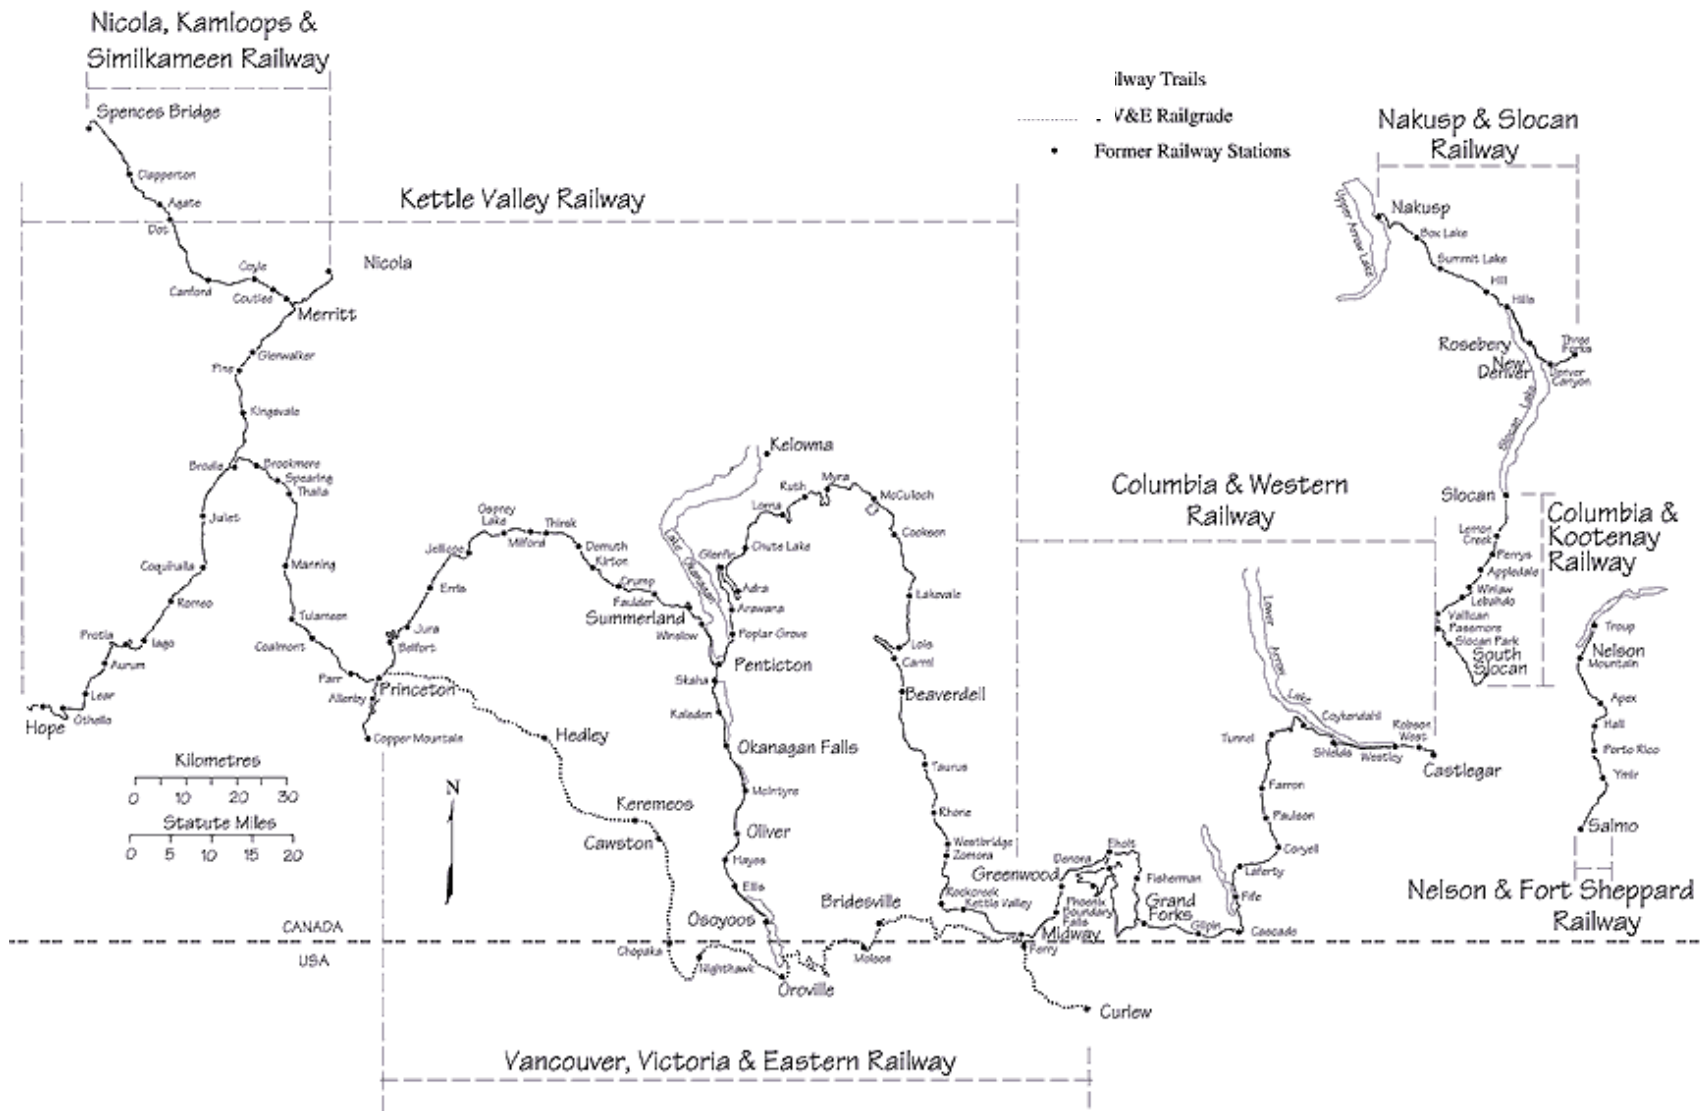 Nicola, Kamloops &
Similkameen Railway
Spences Bridge
Clapperton
Agate
Dot
Canford
Coyle
Coutlee
Nicola
Merritt
Kettle Valley Railway
ilway Trails
V&E Railgrade
Former Railway Stations
Nakusp & Slocan
Railway
Upper Arrow Lake
Nakusp
Box Lake
Summit Lake
Hill
Hills
Rosebery
New
Denver
Three
Forks
Denver
Canyon
Slocan Lake
Glenwalker
Pine
Kingsvale
Brodie
Brookmere
Spearing
Thalia
Juliet
Coquihalla
Romeo
Iago
Portia
Aurum
Lear
Othello
Hope
Manning
Tulameen
Coalmont
Parr
Princeton
Allenby
Copper Mountain
Belfort
Jura
Erris
Jellicoe
Osprey
Lake
Milford
Thirsk
Demuth
Kirton
Crump
Faulder
Summerland
Winslow
Lake Okanagan
Kelowna
Penticton
Poplar Grove
Arawana
Adra
Glenfir
Chute Lake
Lorna
Ruth
Myra
McCulloch
Cookson
Lakevale
Lois
Carmi
Beaverdell
Taurus
Rhone
Westbridge
Zamora
Rockcreek
Kettle Valley
Midway
Skaha
Kaleden
Okanagan Falls
McIntyre
Oliver
Hayes
Ellis
Osoyoos
Hedley
Keremeos
Cawston
Chopaka
Nighthawk
Oroville
Molson
Bridesville
Ferry
Curlew
Columbia & Western
Railway
Lower Arrow Lake
Coykendahl
Tunnel
Shields
Westley
Robson
West
Castlegar
Farron
Paulson
Coryell
Laferty
Fife
Cascade
Gilpin
Grand
Forks
Fisherman
Eholt
Denora
Greenwood
Phoenix
Boundary
Falls
Slocan
Columbia &
Kootenay
Railway
Lemon
Creek
Perrys
Appledale
Winlaw
Lebahdo
Vallican
Passmore
Slocan Park
South
Slocan
Troup
Nelson
Mountain
Apex
Hall
Porto Rico
Ymir
Salmo
Nelson & Fort Sheppard
Railway
Kilometres
0 10 20 30
Statute Miles
0 5 10 15 20
N
CANADA
USA
Vancouver, Victoria & Eastern Railway